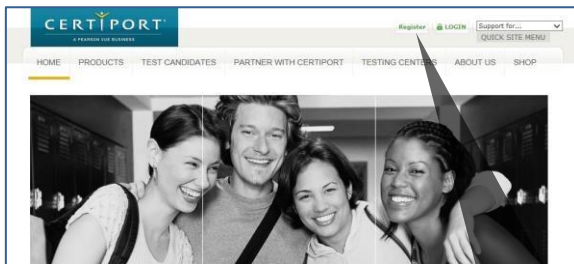 CERTIPORT
A PEARSON VUE BUSINESS
Register LOGIN Support for...
QUICK SITE MENU
HOME PRODUCTS TEST CANDIDATES PARTNER WITH CERTIPORT TESTING CENTERS ABOUT US SHOP